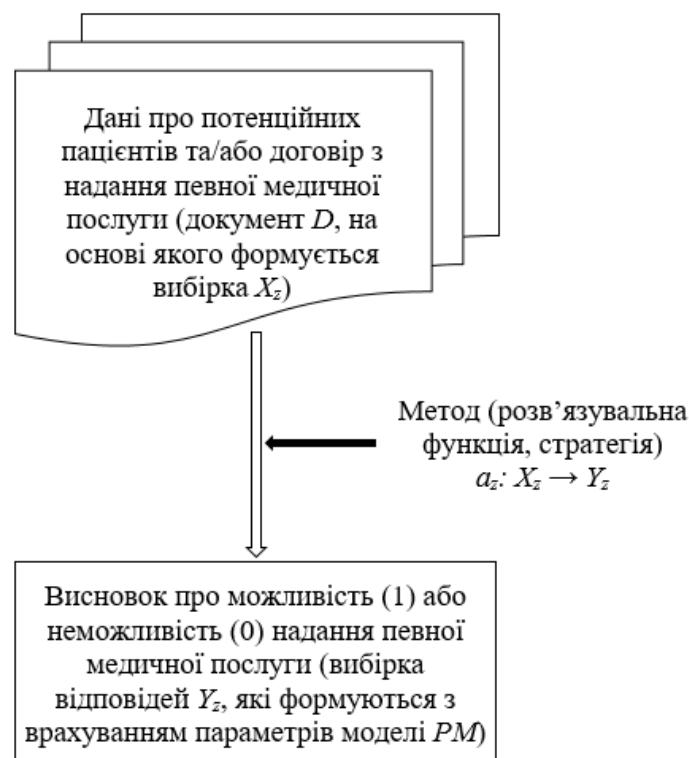 Дані про потенційних
пацієнтів та/або договір з
надання певної медичної
послуги (документ D, на
основі якого формується
вибірка Xz)
Метод (розв’язувальна
функція, стратегія)
az: Xz → Yz
Висновок про можливість (1) або
неможливість (0) надання певної
медичної послуги (вибірка
відповідей Yz, які формуються з
врахуванням параметрів моделі PM)